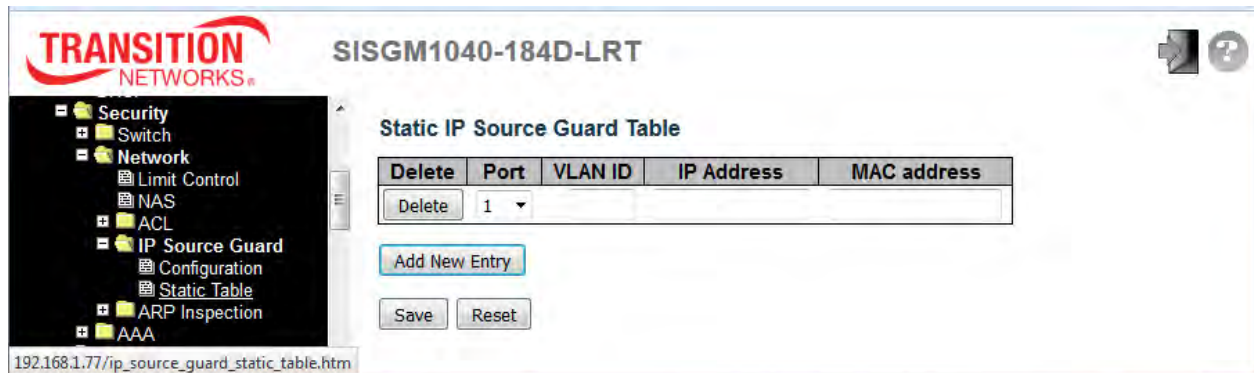 TRANSITION
NETWORKS®
SISGM1040-184D-LRT
Security
Switch
Network
Limit Control
NAS
ACL
IP Source Guard
Configuration
Static Table
ARP Inspection
AAA
192.168.1.77/ip_source_guard_static_table.htm
Static IP Source Guard Table
Delete Port VLAN ID IP Address MAC address
Delete 1
Add New Entry
Save Reset
?